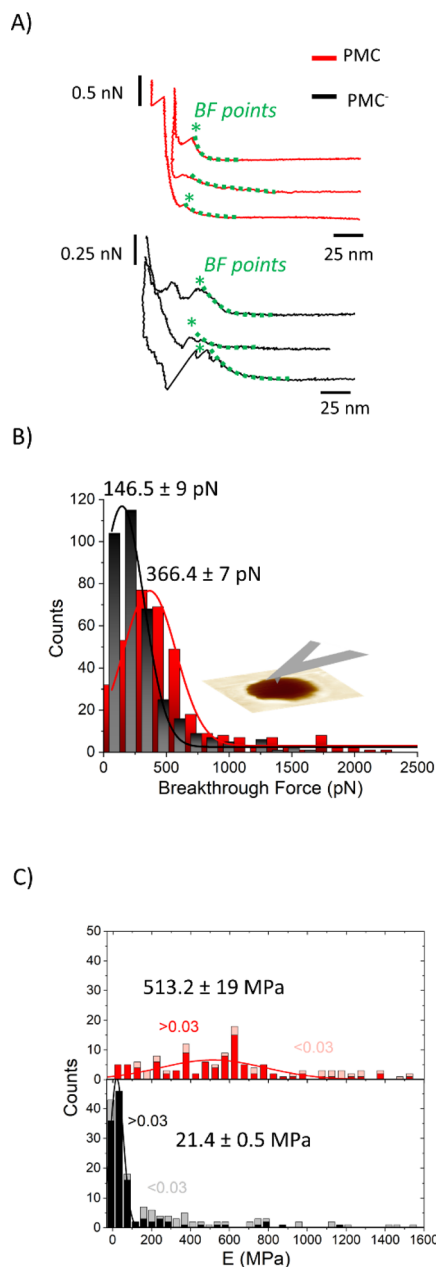 A)
PMC
0.5 nN
PMC⁻
*
BF points
*
25 nm
0.25 nN
BF points
*
*
*
25 nm
B)
146.5 ± 9 pN
120
100
366.4 ± 7 pN
80
60
40
20
0
Counts
0 500 1000 1500 2000 2500
Breakthrough Force (pN)
C)
50
40
513.2 ± 19 MPa
30
20
>0.03
<0.03
10
0
Counts
40
>0.03
21.4 ± 0.5 MPa
30
20
<0.03
10
0
0 200 400 600 800 1000 1200 1400 1600
E (MPa)